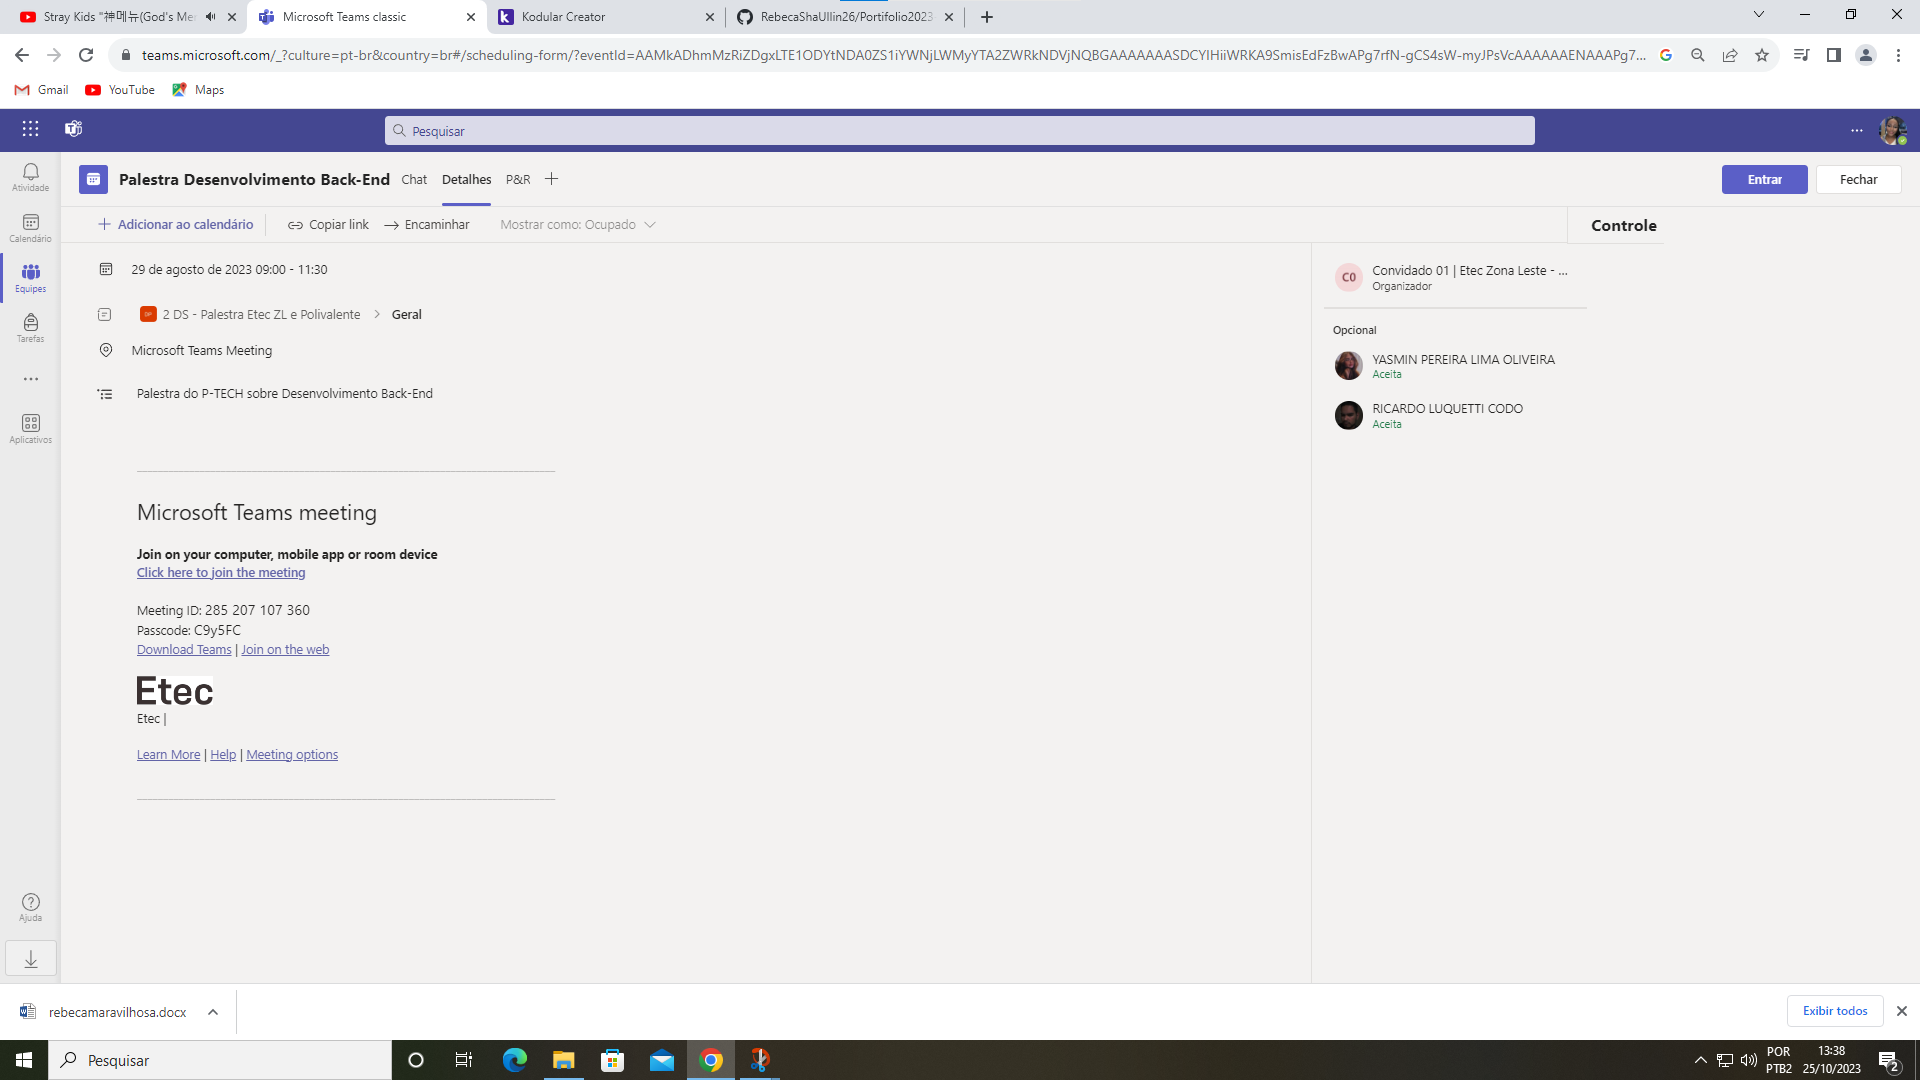 Stray Kids "神메뉴(God's Mer
Microsoft Teams classic
Kodular Creator
RebecaShaUllin26/Portifolio2023
teams.microsoft.com/_?culture=pt-br&country=br#/scheduling-form/?eventId=AAMkADhmMzRiZDgxLTE1ODYtNDA0ZS1iYWNjLWMyYTA2ZWRkNDVjNQBGAAAAAAASDCYIHiiWRKA9SmisEdFzBwAPg7rfN-gCS4sW-myJPsVcAAAAAAENAAAPg7...
Gmail
YouTube
Maps
Pesquisar
Palestra Desenvolvimento Back-End
Chat
Detalhes
P&R
Entrar
Fechar
Adicionar ao calendário
Copiar link
Encaminhar
Mostrar como: Ocupado
Controle
Atividade
Calendário
Equipes
Tarefas
Aplicativos
Ajuda
29 de agosto de 2023 09:00 - 11:30
2 DS - Palestra Etec ZL e Polivalente
Geral
Microsoft Teams Meeting
Palestra do P-TECH sobre Desenvolvimento Back-End
Microsoft Teams meeting
Join on your computer, mobile app or room device
Click here to join the meeting
Meeting ID: 285 207 107 360
Passcode: C9y5FC
Download Teams | Join on the web
Etec
Etec |
Learn More | Help | Meeting options
C0
Convidado 01 | Etec Zona Leste - ...
Organizador
Opcional
YASMIN PEREIRA LIMA OLIVEIRA
Aceita
RICARDO LUQUETTI CODO
Aceita
rebecamaravilhosa.docx
Exibir todos
Pesquisar
POR
PTB2
13:38
25/10/2023
2